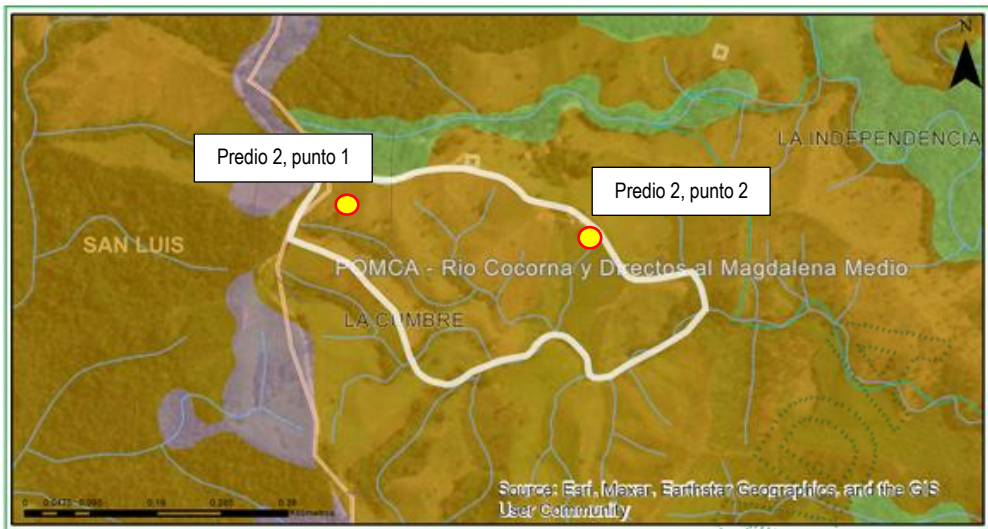 N
LA INDEPENDENCIA
Predio 2, punto 1
Predio 2, punto 2
SAN LUIS
POMCA - Rio Cocorna y Directos al Magdalena Medio
LA CUMBRE
Source: Esri, Maxar, Earthstar Geographics, and the GIS
User Community
0 0.0475 0.095 0.19 0.285 0.38
Kilometers